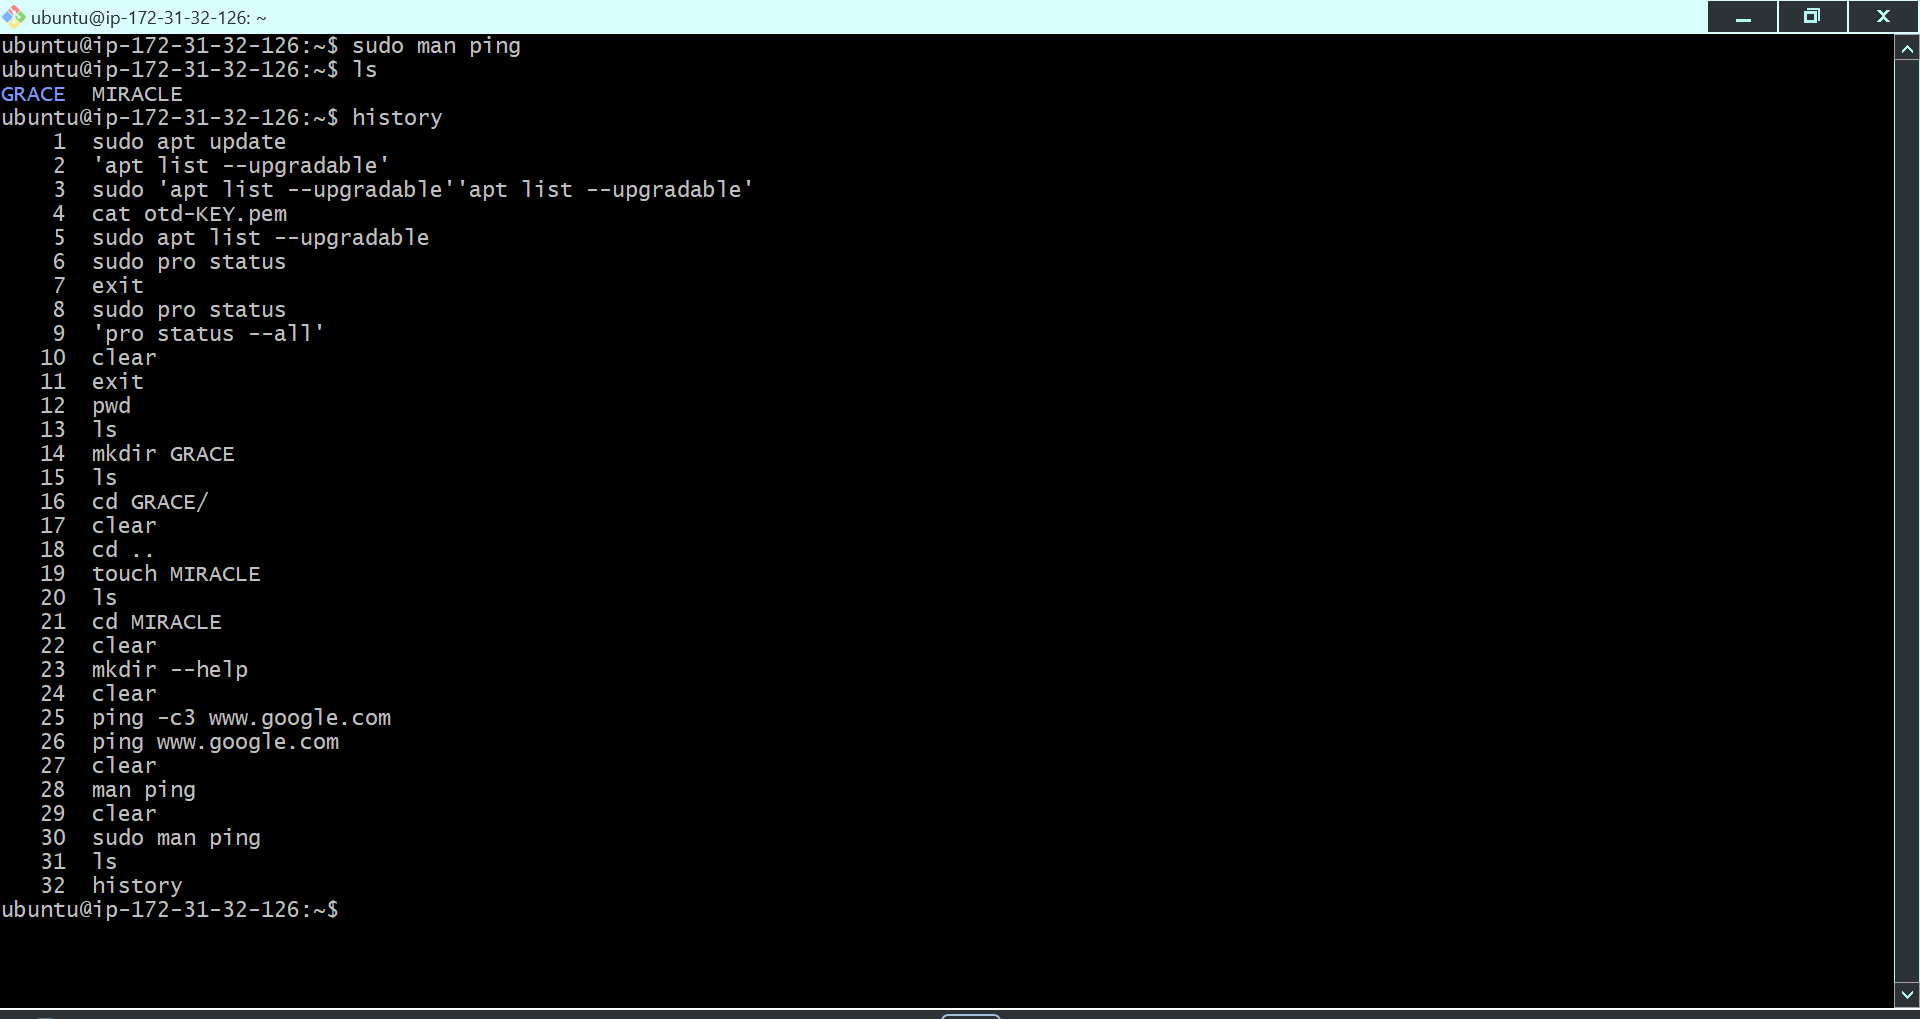 ubuntu@ip-172-31-32-126: ~
ubuntu@ip-172-31-32-126:~$ sudo man ping
ubuntu@ip-172-31-32-126:~$ ls
GRACE  MIRACLE
ubuntu@ip-172-31-32-126:~$ history
    1  sudo apt update
    2  'apt list --upgradable'
    3  sudo 'apt list --upgradable''apt list --upgradable'
    4  cat otd-KEY.pem
    5  sudo apt list --upgradable
    6  sudo pro status
    7  exit
    8  sudo pro status
    9  'pro status --all'
   10  clear
   11  exit
   12  pwd
   13  ls
   14  mkdir GRACE
   15  ls
   16  cd GRACE/
   17  clear
   18  cd ..
   19  touch MIRACLE
   20  ls
   21  cd MIRACLE
   22  clear
   23  mkdir --help
   24  clear
   25  ping -c3 www.google.com
   26  ping www.google.com
   27  clear
   28  man ping
   29  clear
   30  sudo man ping
   31  ls
   32  history
ubuntu@ip-172-31-32-126:~$